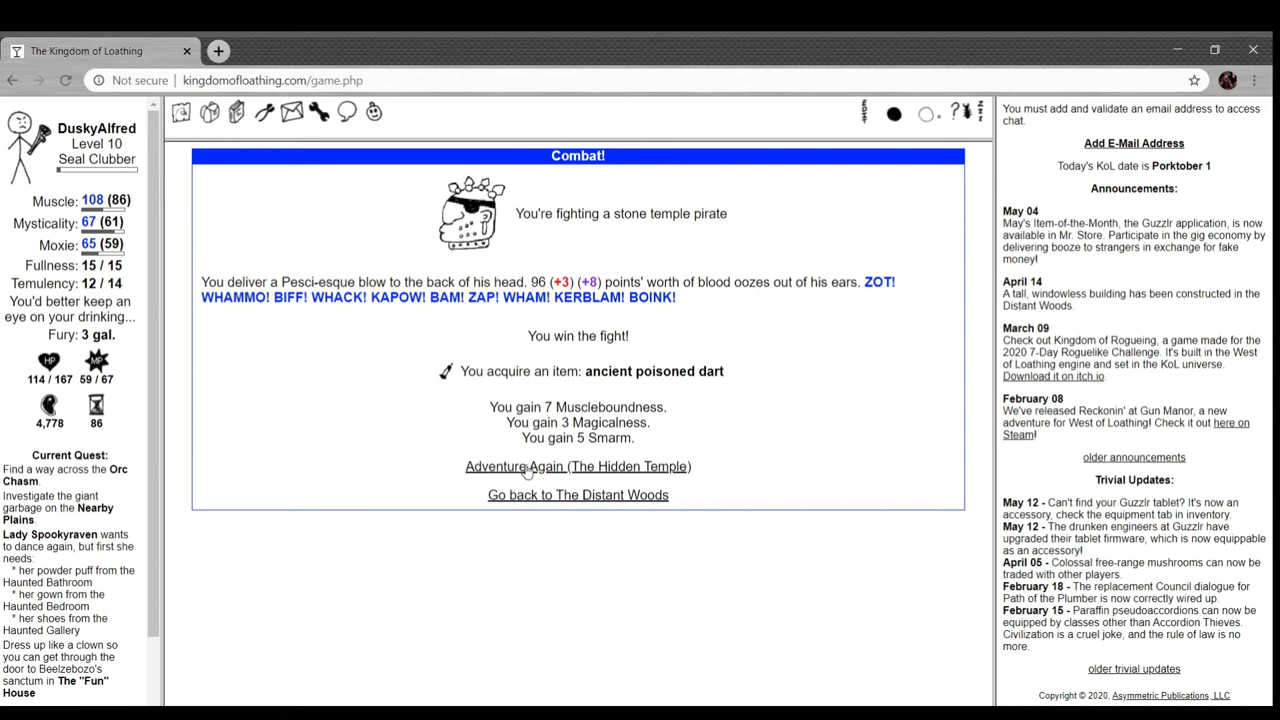 The Kingdom of Loathing
Not secure
kingdomofloathing.com/game.php
DuskyAlfred
Level 10
Seal Clubber
Muscle: 108 (86)
Mysticality: 67 (61)
Moxie: 65 (59)
Fullness: 15 / 15
Temulency: 12 / 14
You'd better keep an
eye on your drinking...
Fury: 3 gal.
HP
MP
114 / 167
59 / 67
4,778
86
Current Quest:
Find a way across the Orc
Chasm.
Investigate the giant
garbage on the Nearby
Plains.
Lady Spookyraven wants
to dance again, but first she
needs:
* her powder puff from the
Haunted Bathroom
* her gown from the
Haunted Bedroom
* her shoes from the
Haunted Gallery
Dress up like a clown so
you can get through the
door to Beelzebozo's
sanctum in The "Fun"
House
Combat!
You're fighting a stone temple pirate
You deliver a Pesci-esque blow to the back of his head. 96 (+3) (+8) points' worth of blood oozes out of his ears. ZOT!
WHAMMO! BIFF! WHACK! KAPOW! BAM! ZAP! WHAM! KERBLAM! BOINK!
You win the fight!
You acquire an item: ancient poisoned dart
You gain 7 Muscleboundness.
You gain 3 Magicalness.
You gain 5 Smarm.
Adventure Again (The Hidden Temple)
Go back to The Distant Woods
You must add and validate an email address to access
chat.
Add E-Mail Address
Today's KoL date is Porktober 1
Announcements:
May 04
May's Item-of-the-Month, the Guzzlr application, is now
available in Mr. Store. Participate in the gig economy by
delivering booze to strangers in exchange for fake
money!
April 14
A tall, windowless building has been constructed in the
Distant Woods.
March 09
Check out Kingdom of Rogueing, a game made for the
2020 7-Day Roguelike Challenge. It's built in the West
of Loathing engine and set in the KoL universe.
Download it on itch.io.
February 08
We've released Reckonin' at Gun Manor, a new
adventure for West of Loathing! Check it out here on
Steam!
older announcements
Trivial Updates:
May 12 - Can't find your Guzzlr tablet? It's now an
accessory, check the equipment tab in inventory.
May 12 - The drunken engineers at Guzzlr have
upgraded their tablet firmware, which is now equippable
as an accessory!
April 05 - Colossal free-range mushrooms can now be
traded with other players.
February 18 - The replacement Council dialogue for
Path of the Plumber is now correctly wired up.
February 15 - Paraffin pseudoaccordions can now be
equipped by classes other than Accordion Thieves.
Civilization is a cruel joke, and the rule of law is no
more.
older trivial updates
Copyright © 2020, Asymmetric Publications, LLC